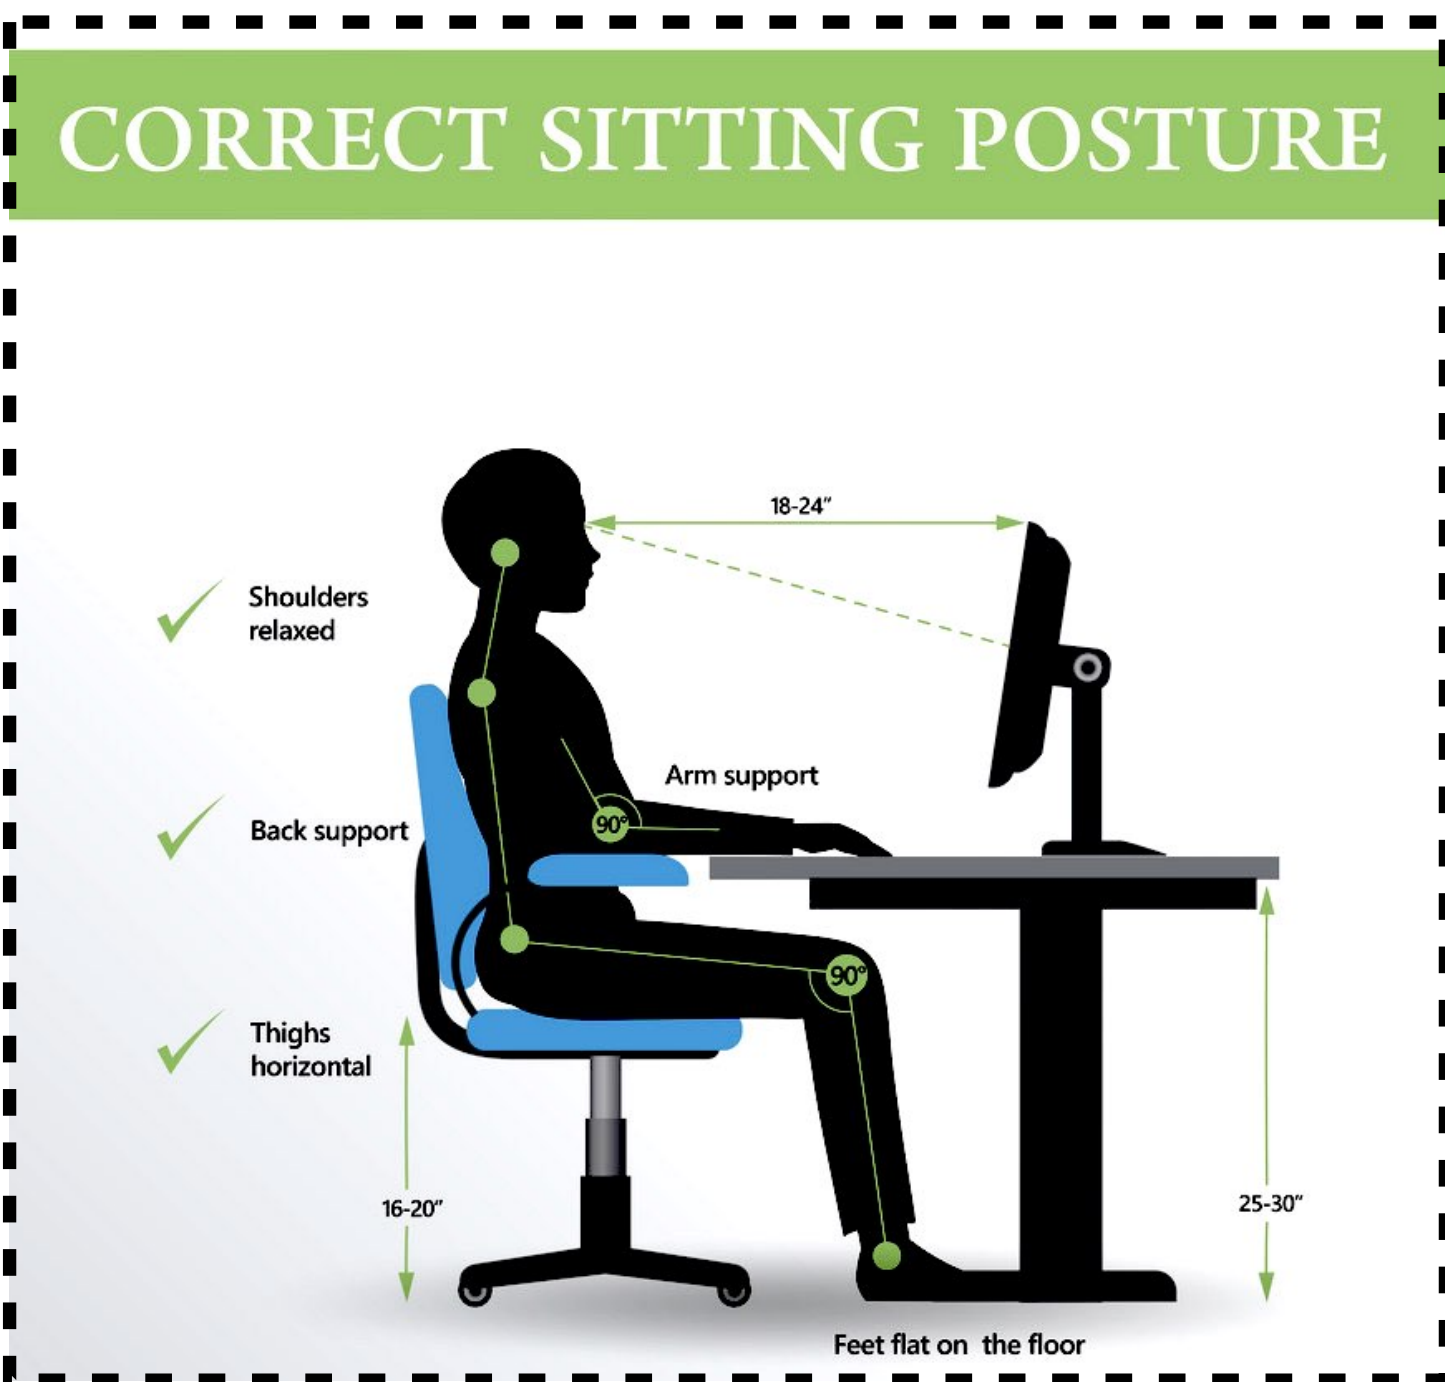 CORRECT SITTING POSTURE
18-24″
Shoulders
relaxed
Arm support
90°
Back support
90°
Thighs
horizontal
16-20″
25-30″
Feet flat on the floor